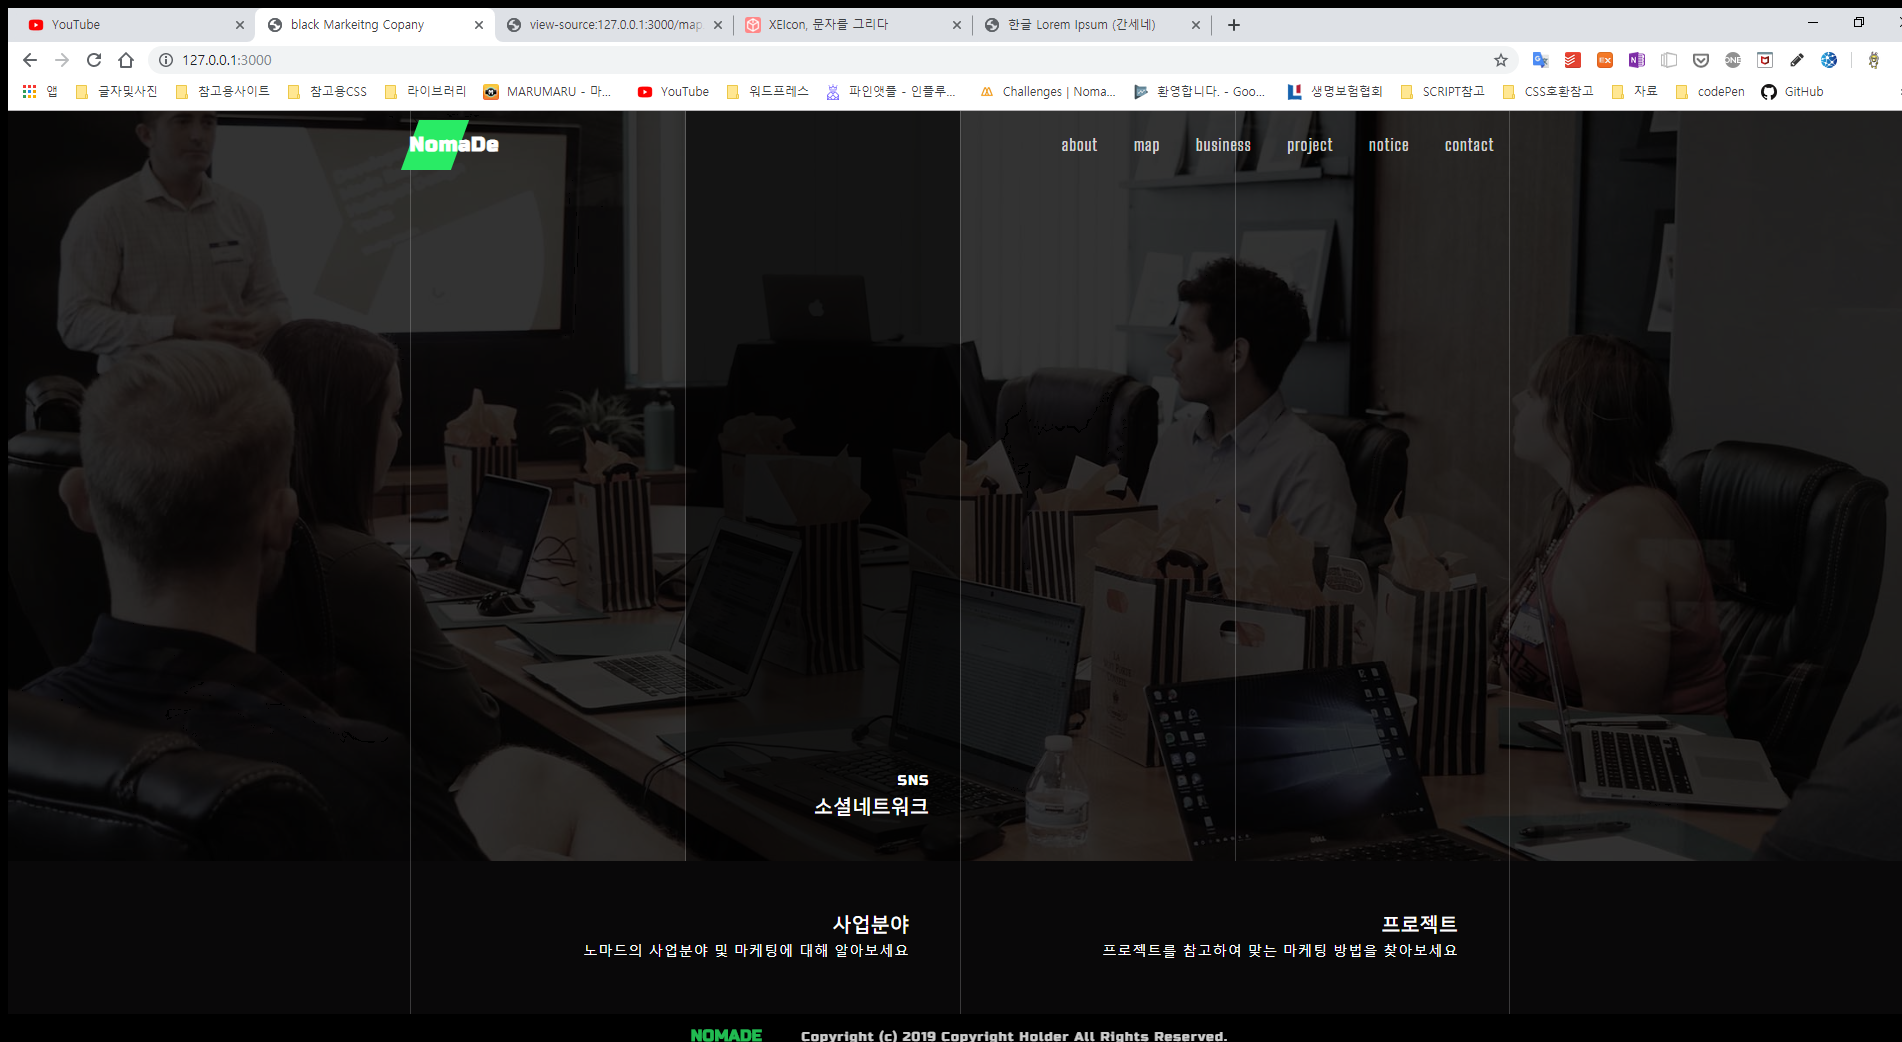 YouTube
black Markeitng Copany
view-source:127.0.0.1:3000/map
XEIcon, 문자를 그리다
한글 Lorem Ipsum (간세네)
127.0.0.1:3000
앱
글자및사진
참고용사이트
참고용CSS
라이브러리
MARUMARU - 마...
YouTube
워드프레스
파인앳플 - 인플루...
Challenges | Noma...
환영합니다. - Goo...
생명보험협회
SCRIPT참고
CSS호환참고
자료
codePen
GitHub
NomaDe
about
map
business
project
notice
contact
SNS
소셜네트워크
사업분야
노마드의 사업분야 및 마케팅에 대해 알아보세요
프로젝트
프로젝트를 참고하여 맞는 마케팅 방법을 찾아보세요
NOMADE
Copyright (c) 2019 Copyright Holder All Rights Reserved.